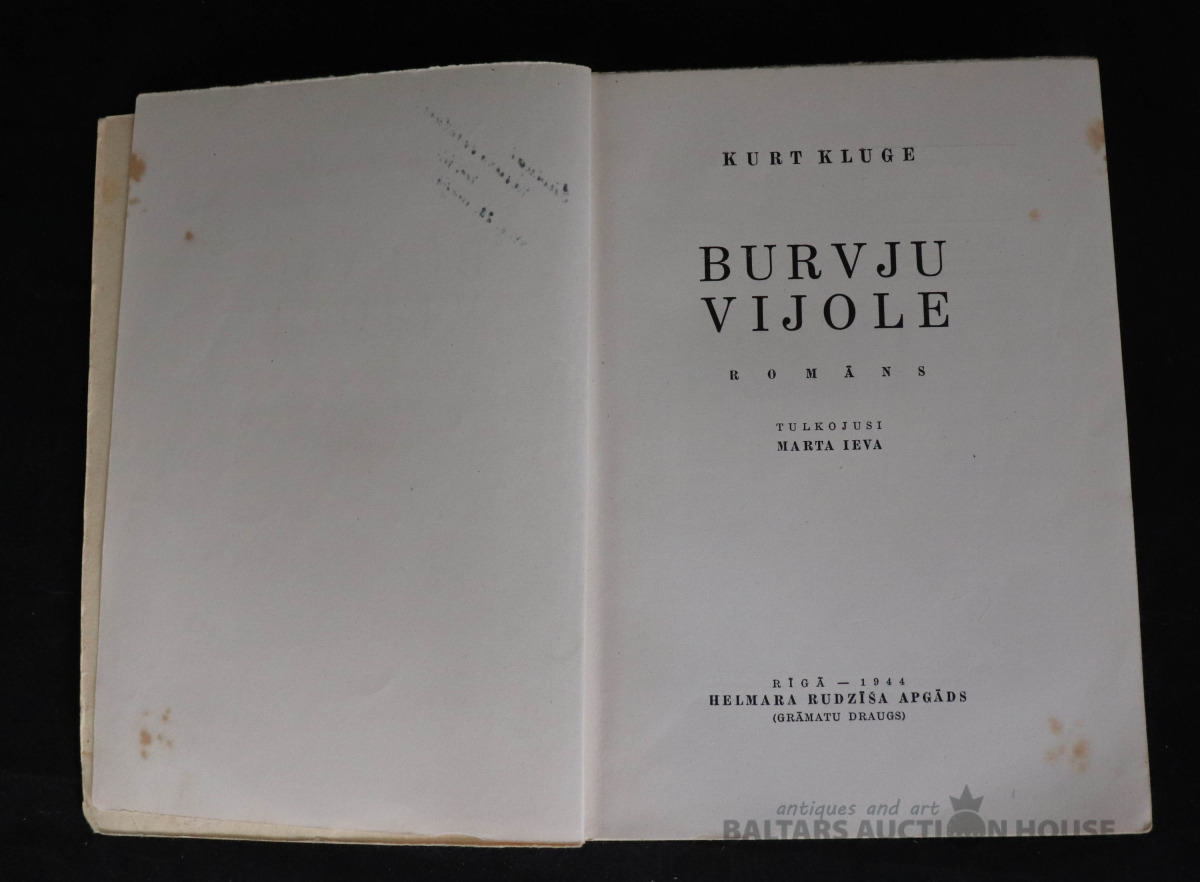 KURT KLUGE
BURVJU
VIJOLE
ROMĀNS
TULKOJUSI
MARTA IEVA
RĪGĀ — 1944
HELMARA RUDZĪŠA APGĀDS
(GRĀMATU DRAUGS)
antiques and art
BALTARS AUCTION HOUSE